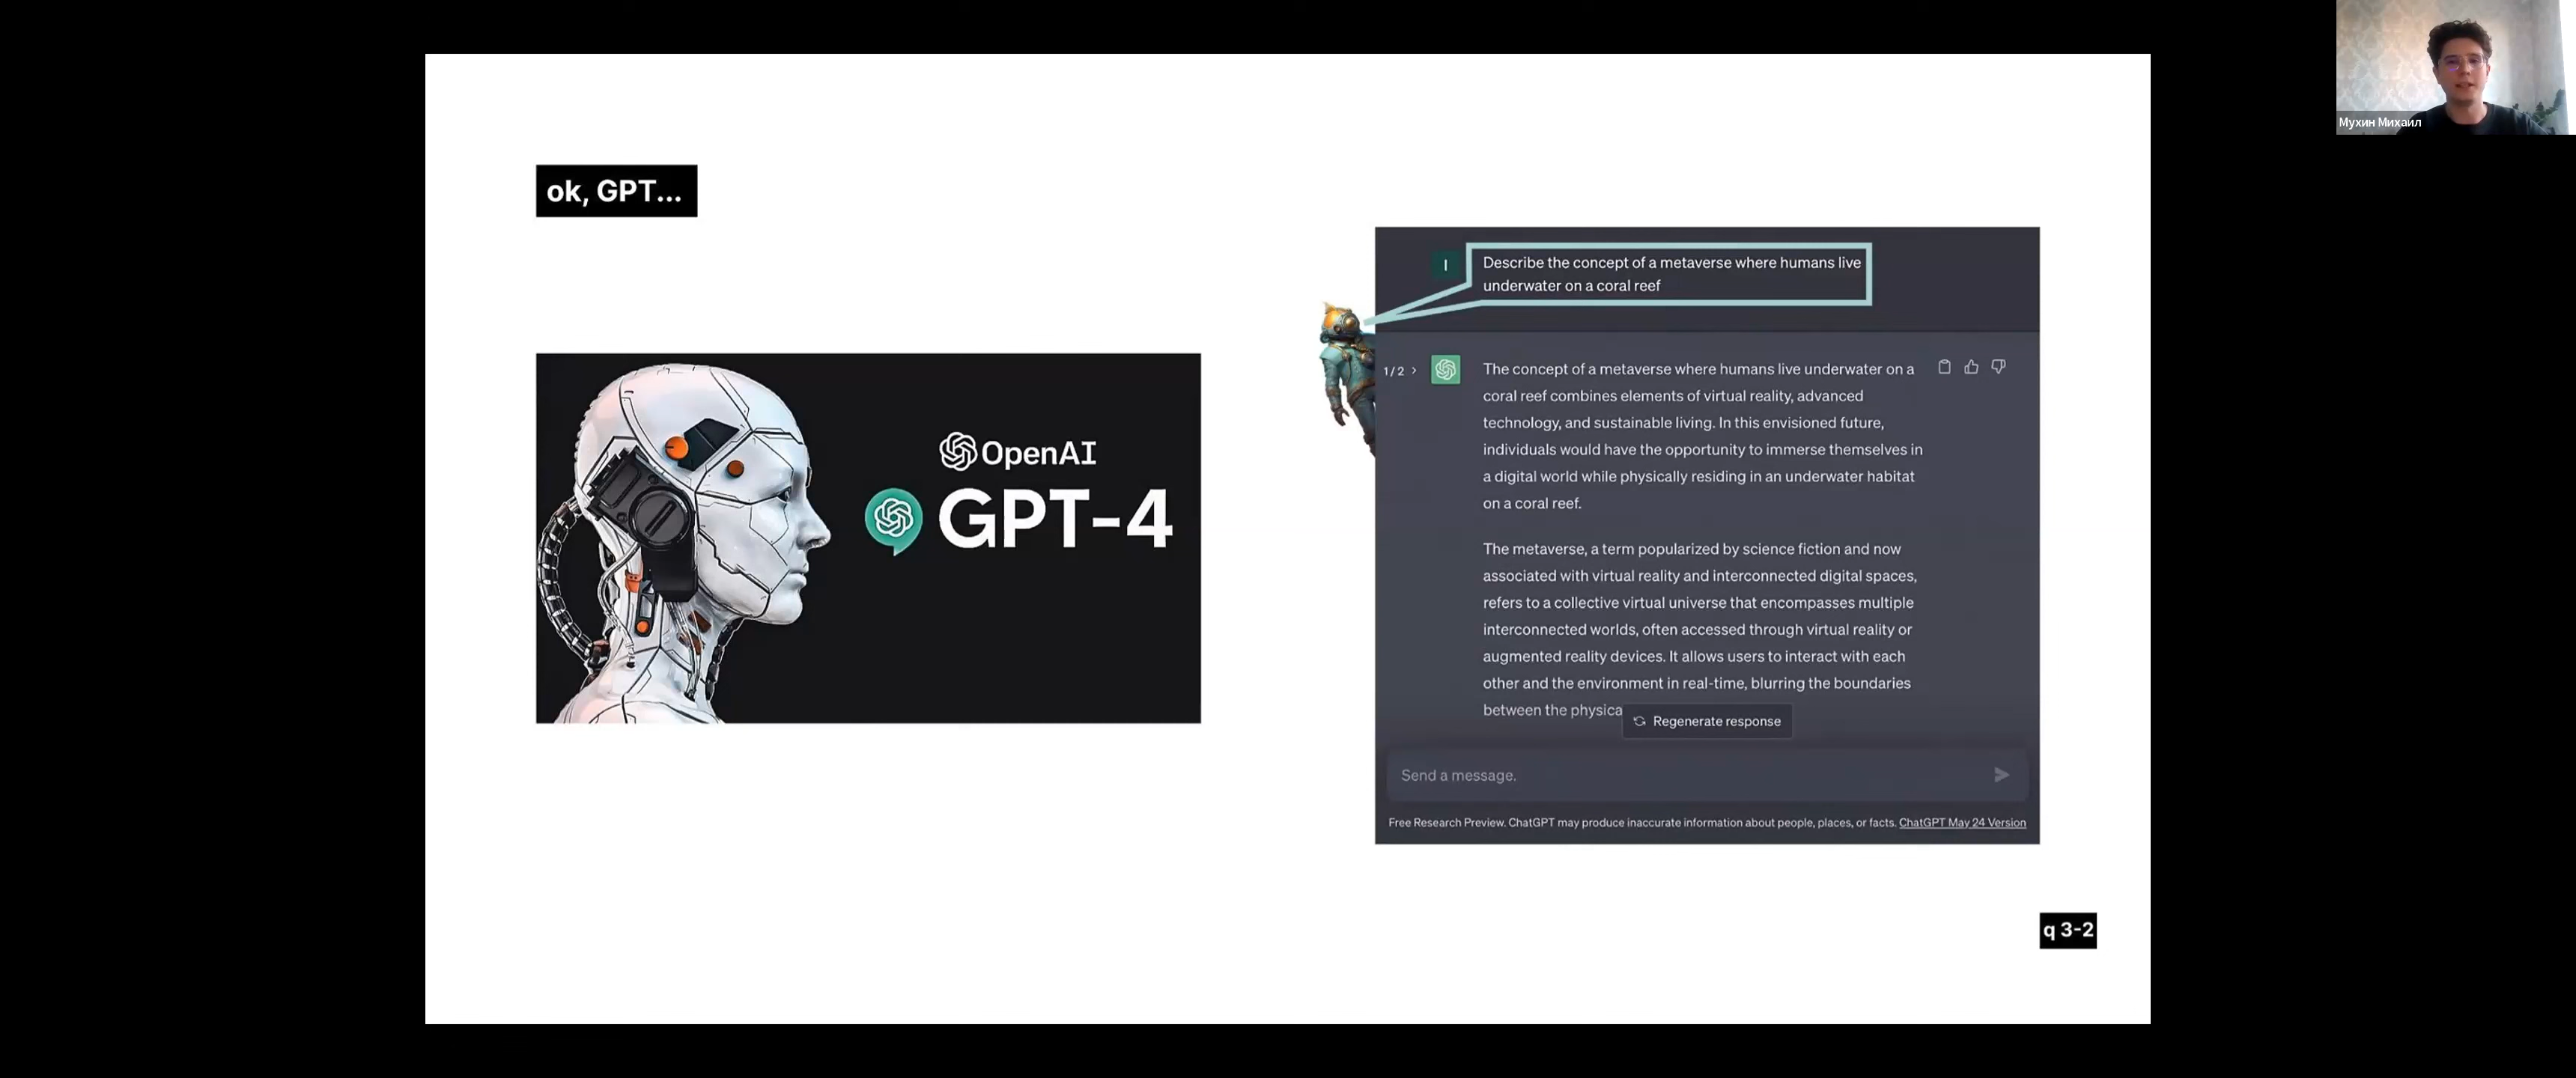 Мухин Михаил
ok, GPT...
OpenAI
GPT-4
I
Describe the concept of a metaverse where humans live
underwater on a coral reef
1/2 >
The concept of a metaverse where humans live underwater on a
coral reef combines elements of virtual reality, advanced
technology, and sustainable living. In this envisioned future,
individuals would have the opportunity to immerse themselves in
a digital world while physically residing in an underwater habitat
on a coral reef.
The metaverse, a term popularized by science fiction and now
associated with virtual reality and interconnected digital spaces,
refers to a collective virtual universe that encompasses multiple
interconnected worlds, often accessed through virtual reality or
augmented reality devices. It allows users to interact with each
other and the environment in real-time, blurring the boundaries
between the physica
Regenerate response
Send a message.
Free Research Preview. ChatGPT may produce inaccurate information about people, places, or facts. ChatGPT May 24 Version
q 3-2